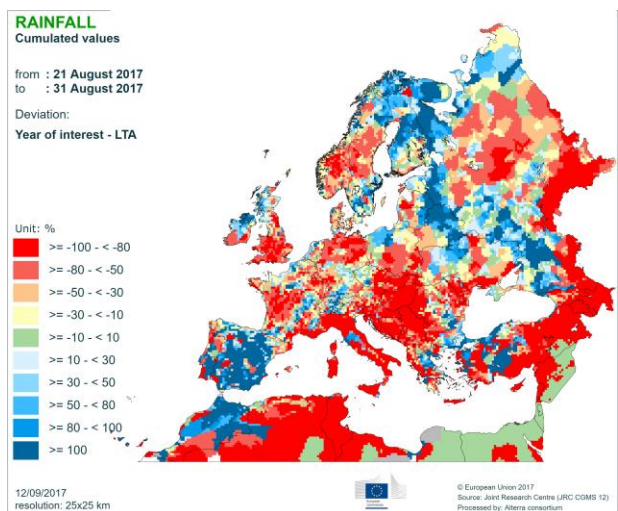 RAINFALL
Cumulated values
from : 21 August 2017
to : 31 August 2017
Deviation:
Year of interest - LTA
Unit: %
>= -100 - < -80
>= -80 - < -50
>= -50 - < -30
>= -30 - < -10
>= -10 - < 10
>= 10 - < 30
>= 30 - < 50
>= 50 - < 80
>= 80 - < 100
>= 100
12/09/2017
resolution: 25x25 km
© European Union 2017
Source: Joint Research Centre (JRC CGMS 12)
Processed by: Alterra consortium